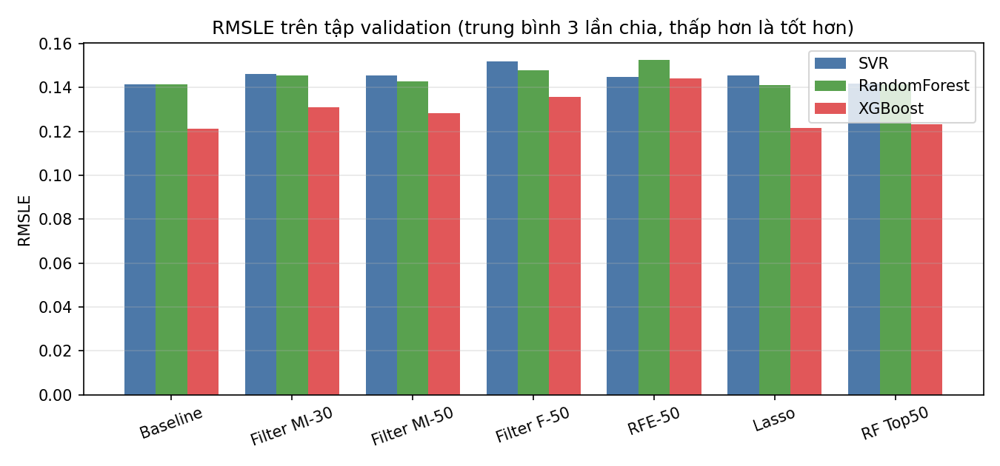 RMSLE trên tập validation (trung bình 3 lần chia, thấp hơn là tốt hơn)
RMSLE
0.16
0.14
0.12
0.10
0.08
0.06
0.04
0.02
0.00
SVR
RandomForest
XGBoost
Baseline
Filter MI-30
Filter MI-50
Filter F-50
RFE-50
Lasso
RF Top50